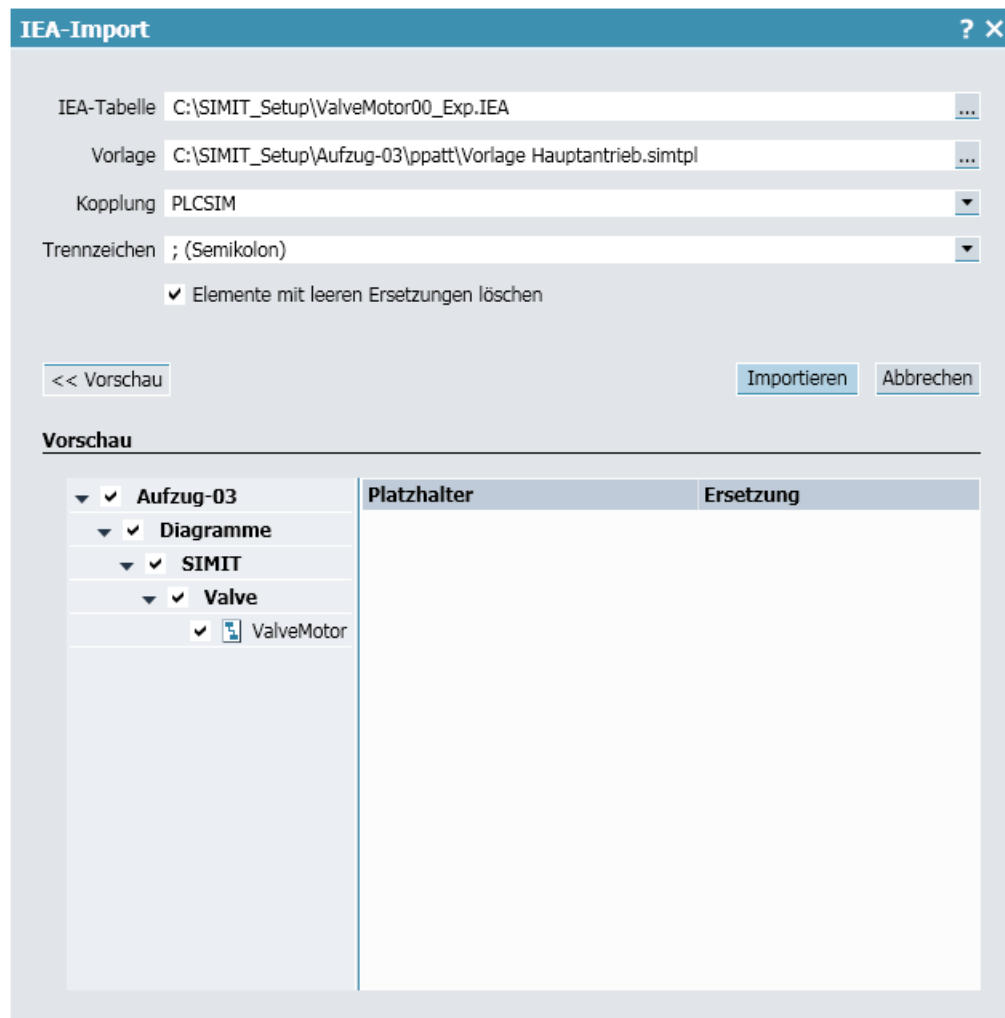 IEA-Import ? ×
IEA-Tabelle C:\SIMIT_Setup\ValveMotor00_Exp.IEA ...
Vorlage C:\SIMIT_Setup\Aufzug-03\ppatt\Vorlage Hauptantrieb.simtpl ...
Kopplung PLCSIM
Trennzeichen ; (Semikolon)
Elemente mit leeren Ersetzungen löschen
<< Vorschau Importieren Abbrechen
Vorschau
Aufzug-03 Platzhalter Ersetzung
Diagramme
SIMIT
Valve
ValveMotor